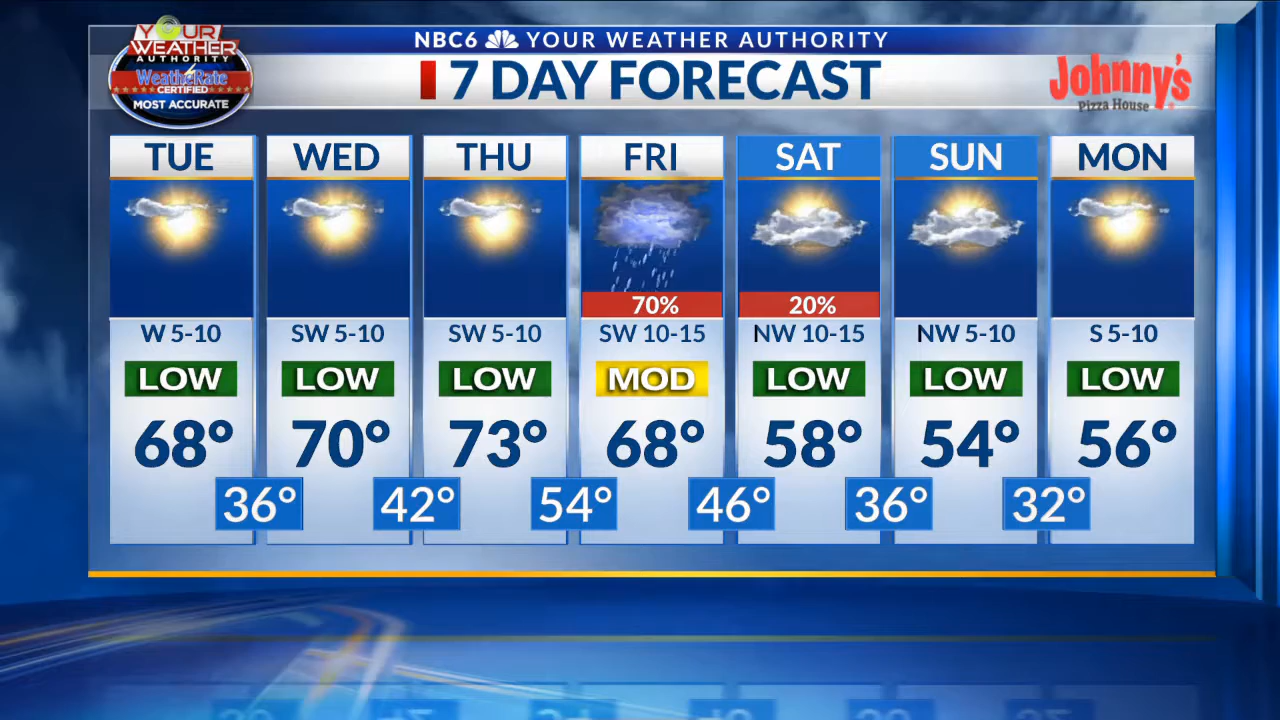 YOUR
WEATHER
AUTHORITY
WeatheRate
CERTIFIED
MOST ACCURATE
NBC6 YOUR WEATHER AUTHORITY
7 DAY FORECAST
Johnny's
Pizza House
TUE WED THU FRI SAT SUN MON
70% 20%
W 5-10 SW 5-10 SW 5-10 SW 10-15 NW 10-15 NW 5-10 S 5-10
LOW LOW LOW MOD LOW LOW LOW
68° 70° 73° 68° 58° 54° 56°
36° 42° 54° 46° 36° 32°